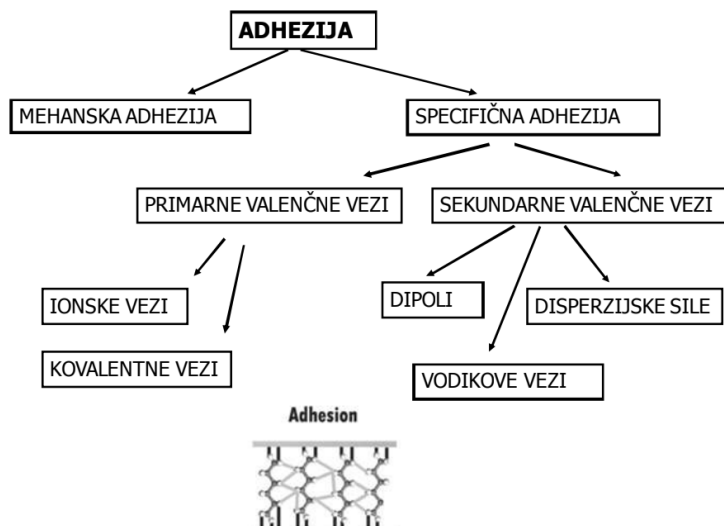 ADHEZIJA
MEHANSKA ADHEZIJA
SPECIFIČNA ADHEZIJA
PRIMARNE VALENČNE VEZI
SEKUNDARNE VALENČNE VEZI
IONSKE VEZI
DIPOLI
DISPERZIJSKE SILE
KOVALENTNE VEZI
VODIKOVE VEZI
Adhesion